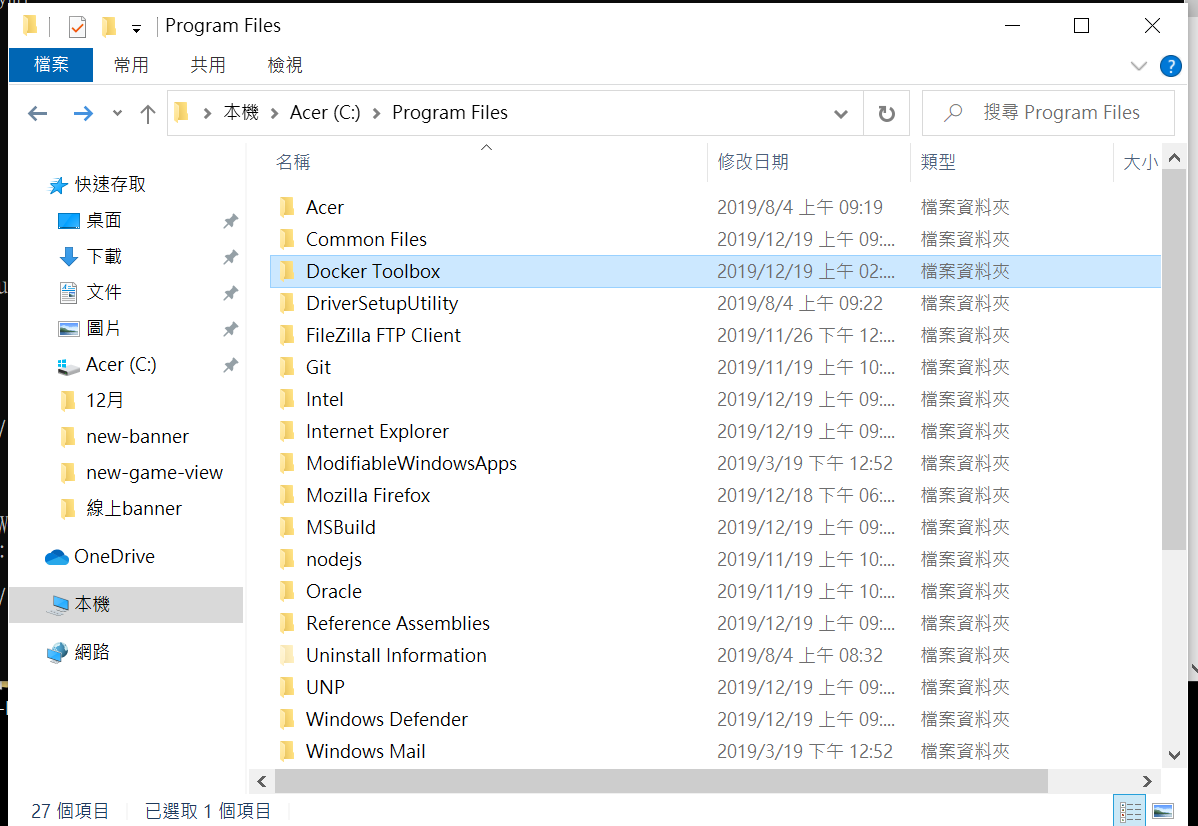 Program Files
檔案 常用 共用 檢視
本機 Acer (C:) Program Files 搜尋 Program Files
名稱 修改日期 類型 大小
快速存取
桌面
下載
文件
圖片
Acer (C:)
12月
new-banner
new-game-view
線上banner
OneDrive
本機
網路
Acer 2019/8/4 上午 09:19 檔案資料夾
Common Files 2019/12/19 上午 09:... 檔案資料夾
Docker Toolbox 2019/12/19 上午 02:... 檔案資料夾
DriverSetupUtility 2019/8/4 上午 09:22 檔案資料夾
FileZilla FTP Client 2019/11/26 下午 12:... 檔案資料夾
Git 2019/11/19 上午 10:... 檔案資料夾
Intel 2019/12/19 上午 09:... 檔案資料夾
Internet Explorer 2019/12/19 上午 09:... 檔案資料夾
ModifiableWindowsApps 2019/3/19 下午 12:52 檔案資料夾
Mozilla Firefox 2019/12/18 下午 06:... 檔案資料夾
MSBuild 2019/12/19 上午 09:... 檔案資料夾
nodejs 2019/11/19 上午 10:... 檔案資料夾
Oracle 2019/11/19 上午 10:... 檔案資料夾
Reference Assemblies 2019/12/19 上午 09:... 檔案資料夾
Uninstall Information 2019/8/4 上午 08:32 檔案資料夾
UNP 2019/12/19 上午 09:... 檔案資料夾
Windows Defender 2019/12/19 上午 09:... 檔案資料夾
Windows Mail 2019/3/19 下午 12:52 檔案資料夾
27 個項目 已選取 1 個項目